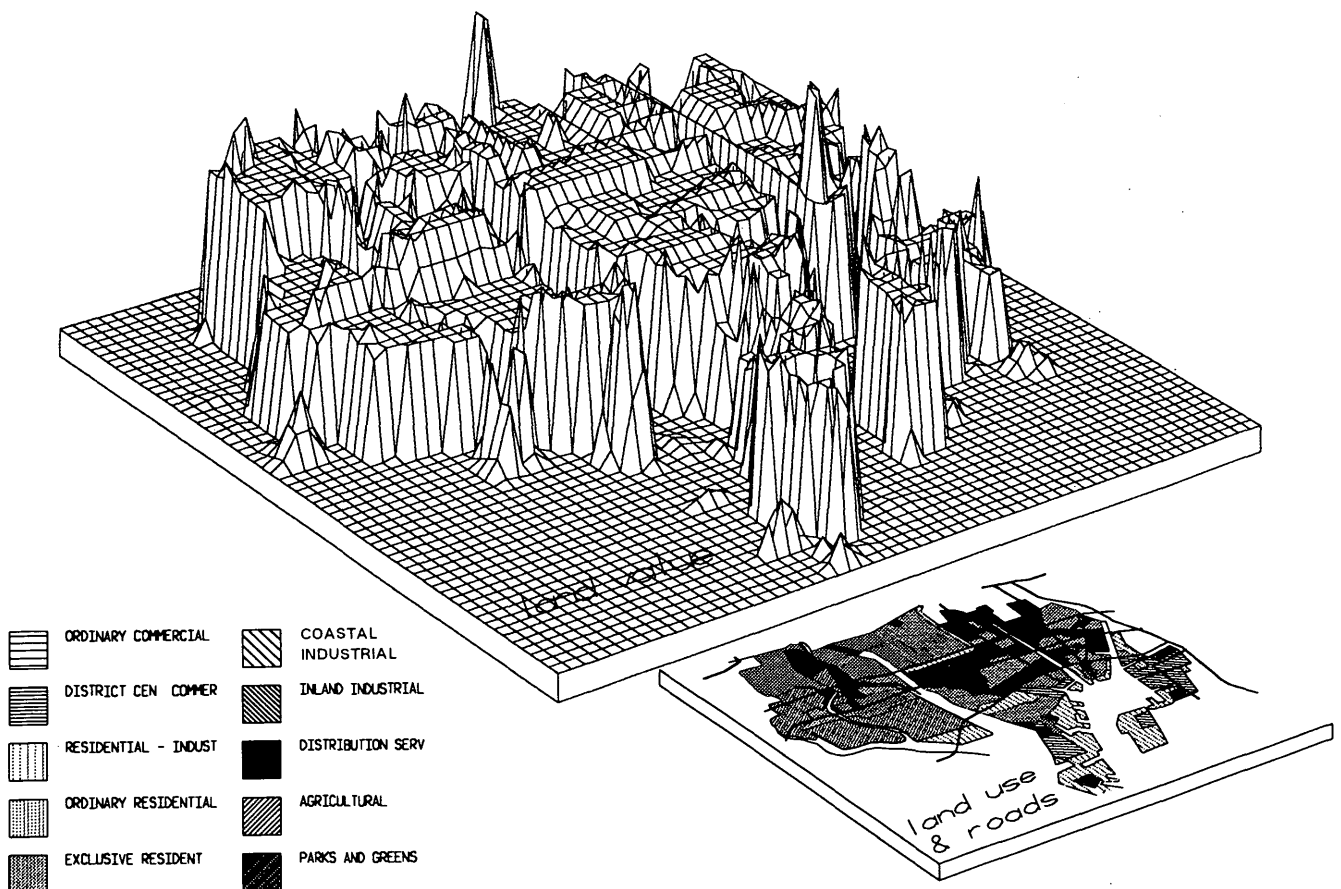 land value
ORDINARY COMMERCIAL
DISTRICT CEN COMMER
RESIDENTIAL - INDUST
ORDINARY RESIDENTIAL
EXCLUSIVE RESIDENT
COASTAL
INDUSTRIAL
INLAND INDUSTRIAL
DISTRIBUTION SERV
AGRICULTURAL
PARKS AND GREENS
land use
& roads